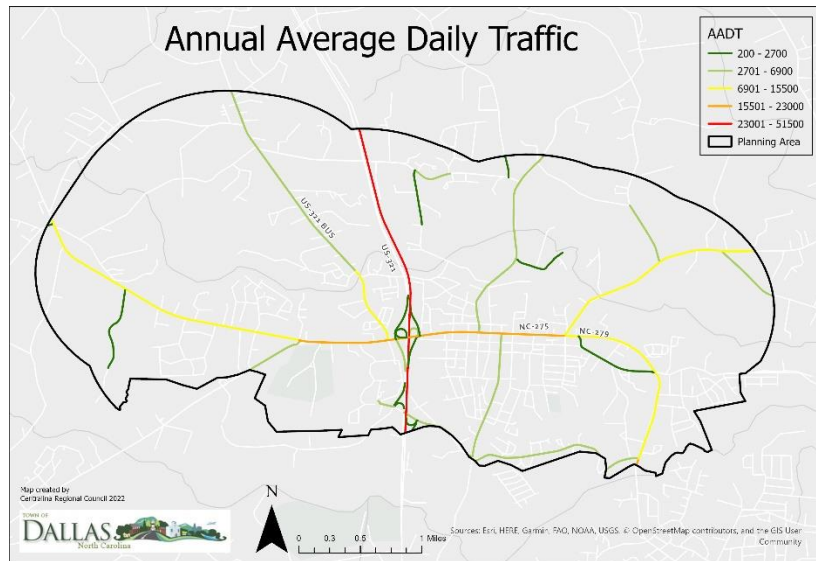 Annual Average Daily Traffic
AADT
200 - 2700
2701 - 6900
6901 - 15500
15501 - 23000
23001 - 51500
Planning Area
US-321 BUS
US-321
NC-275
NC-279
Map created by
Centralina Regional Council 2022
TOWN OF
DALLAS
North Carolina
N
0 0.3 0.6 1 Miles
Sources: Esri, HERE, Garmin, FAO, NOAA, USGS, © OpenStreetMap contributors, and the GIS User
Community